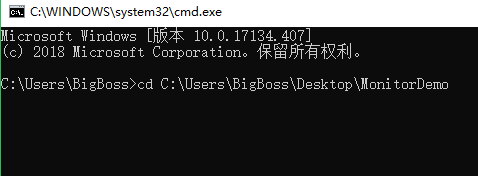 C:\WINDOWS\system32\cmd.exe
Microsoft Windows [版本 10.0.17134.407]
(c) 2018 Microsoft Corporation。保留所有权利。
C:\Users\BigBoss>cd C:\Users\BigBoss\Desktop\MonitorDemo